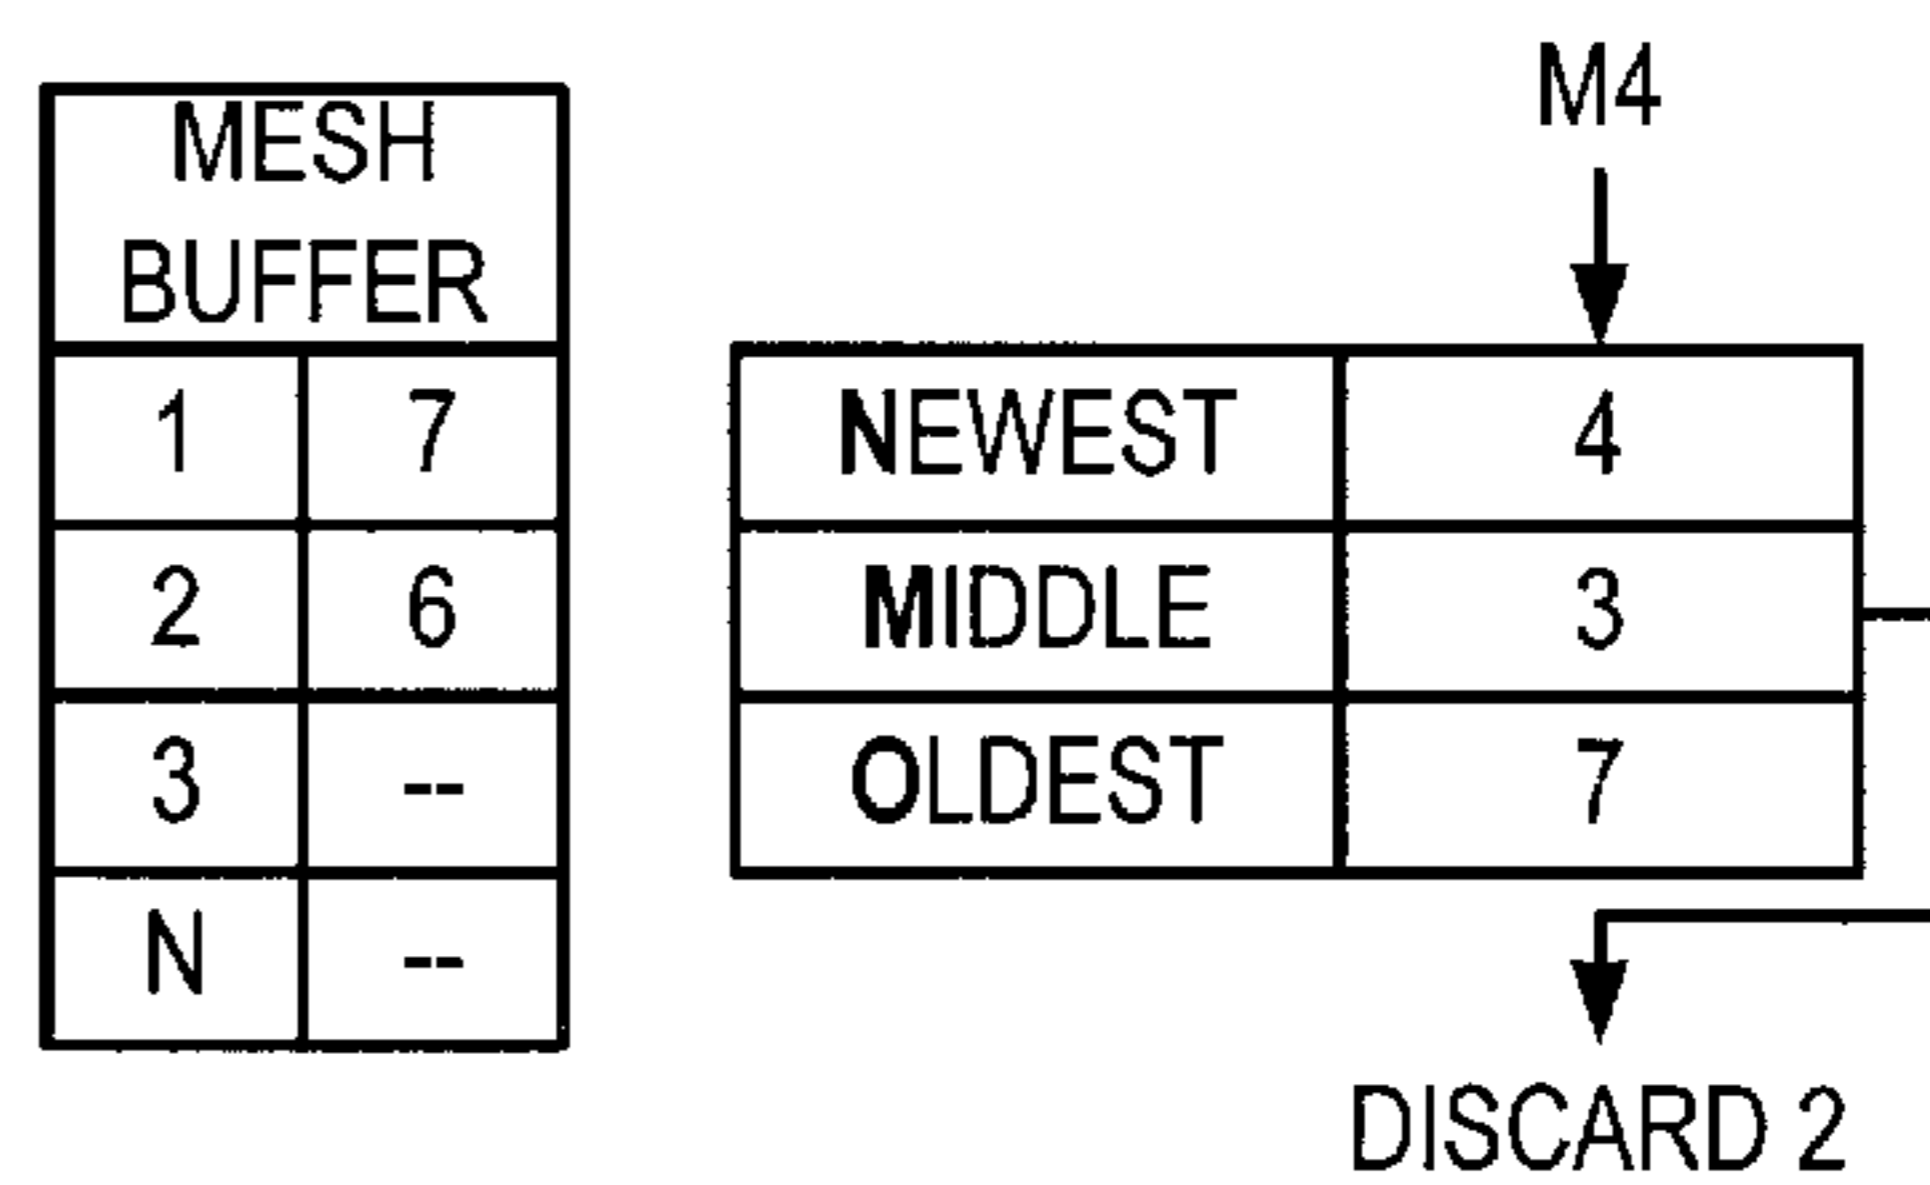 MESH
BUFFER
1 7
2 6
3 --
N --
M4
NEWEST 4
MIDDLE 3
OLDEST 7
DISCARD 2